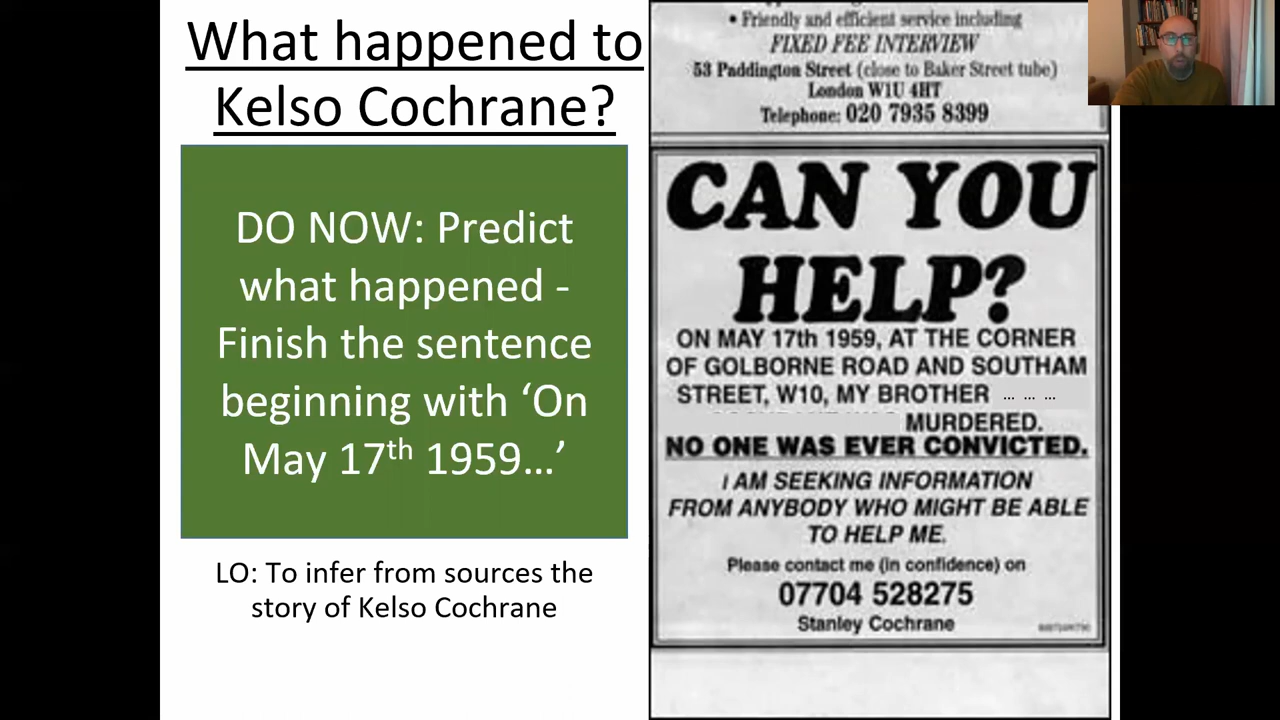 What happened to
Kelso Cochrane?
DO NOW: Predict
what happened -
Finish the sentence
beginning with ‘On
May 17th 1959…’
LO: To infer from sources the
story of Kelso Cochrane
• Friendly and efficient service including
FIXED FEE INTERVIEW
53 Paddington Street (close to Baker Street tube)
London W1U 4HT
Telephone: 020 7935 8399
CAN YOU
HELP?
ON MAY 17th 1959, AT THE CORNER
OF GOLBORNE ROAD AND SOUTHAM
STREET, W10, MY BROTHER … … …
MURDERED.
NO ONE WAS EVER CONVICTED.
I AM SEEKING INFORMATION
FROM ANYBODY WHO MIGHT BE ABLE
TO HELP ME.
Please contact me (in confidence) on
07704 528275
Stanley Cochrane